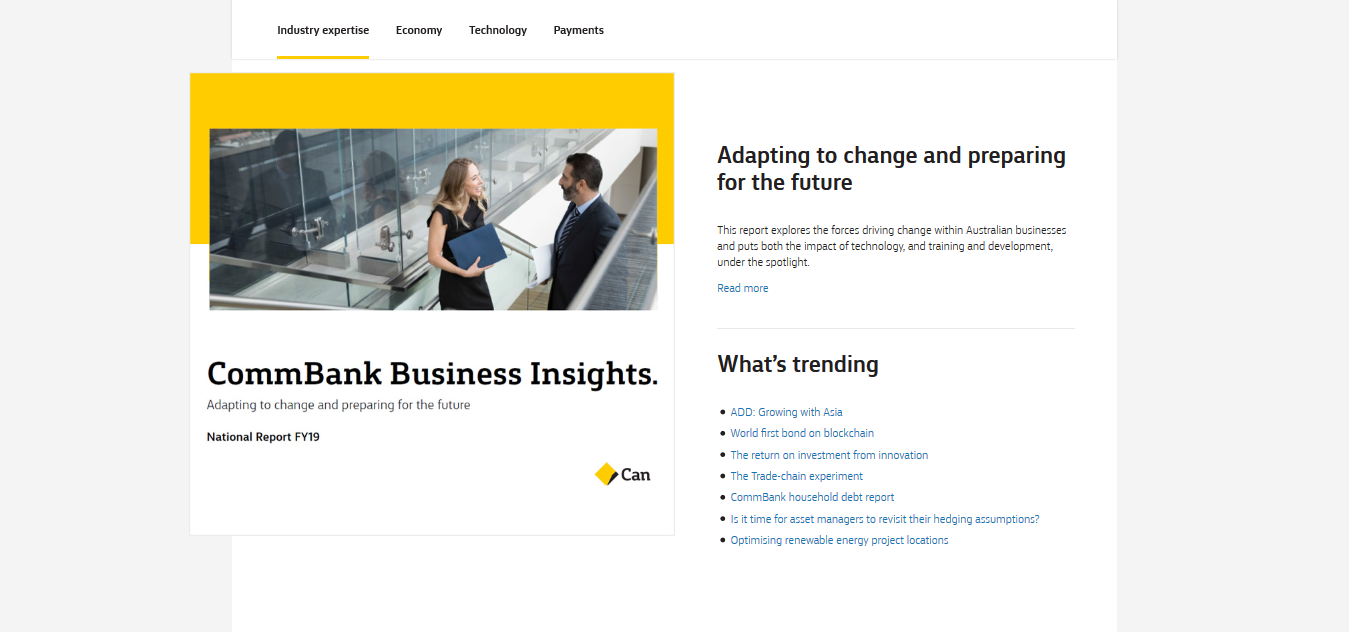 Industry expertise Economy Technology Payments
CommBank Business Insights.
Adapting to change and preparing for the future
National Report FY19
Can
Adapting to change and preparing
for the future
This report explores the forces driving change within Australian businesses
and puts both the impact of technology, and training and development,
under the spotlight.
Read more
What's trending
ADD: Growing with Asia
World first bond on blockchain
The return on investment from innovation
The Trade-chain experiment
CommBank household debt report
Is it time for asset managers to revisit their hedging assumptions?
Optimising renewable energy project locations